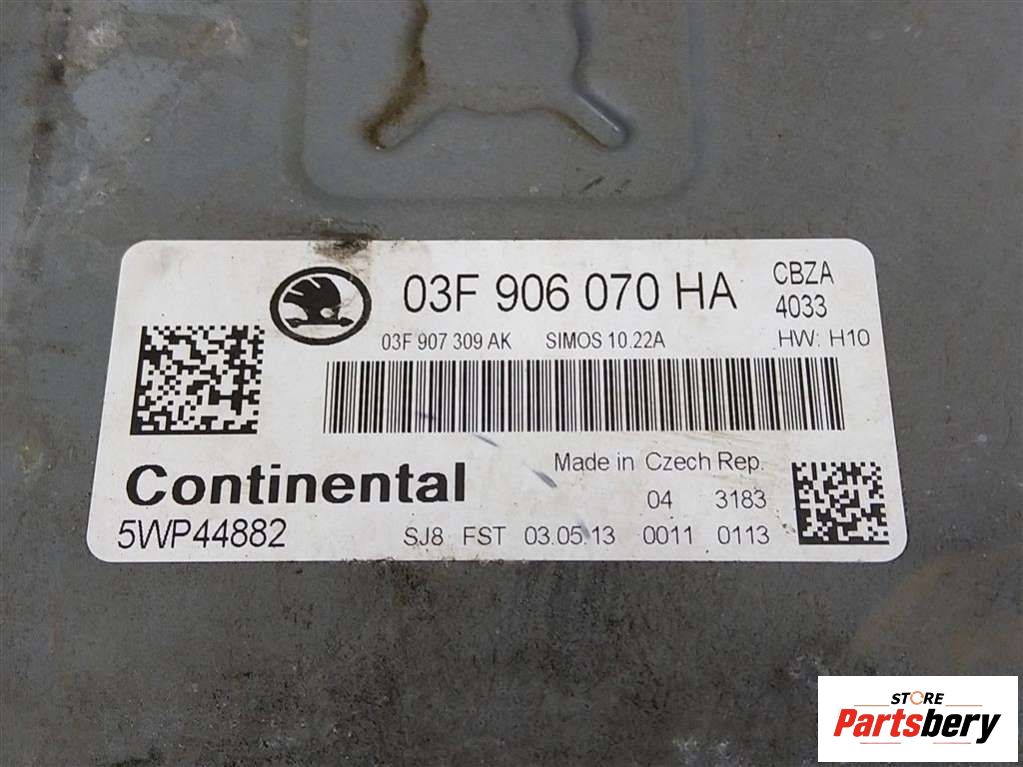 03F 906 070 HA
CBZA
4033
03F 907 309 AK SIMOS 10.22A HW: H10
Continental
5WP44882
Made in Czech Rep.
04 3183
SJ8 FST 03.05.13 0011 0113
STORE
Partsbery